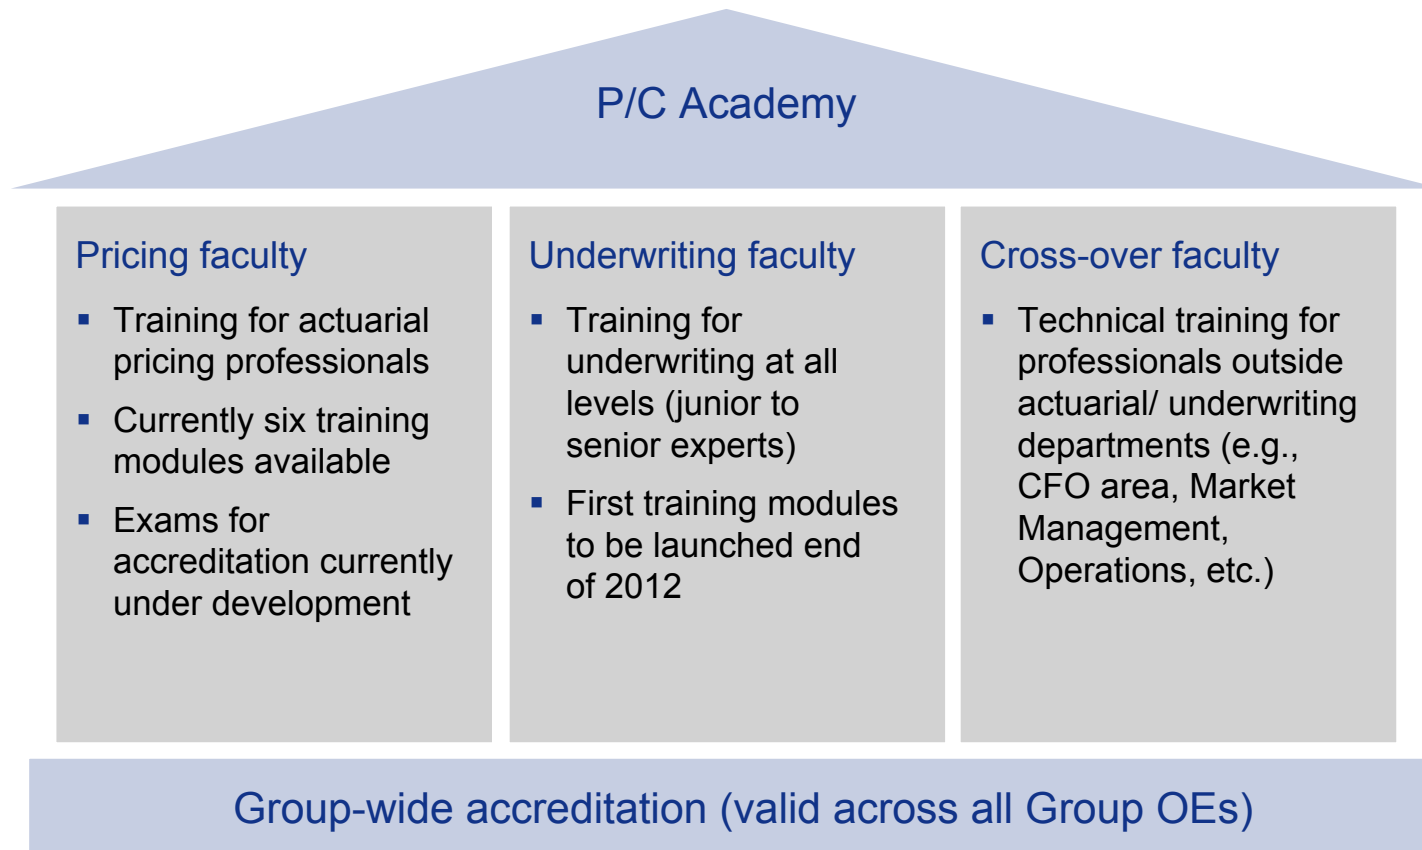 P/C Academy
Pricing faculty
▪ Training for actuarial
pricing professionals
▪ Currently six training
modules available
▪ Exams for
accreditation currently
under development
Underwriting faculty
▪ Training for
underwriting at all
levels (junior to
senior experts)
▪ First training modules
to be launched end
of 2012
Cross-over faculty
▪ Technical training for
professionals outside
actuarial/ underwriting
departments (e.g.,
CFO area, Market
Management,
Operations, etc.)
Group-wide accreditation (valid across all Group OEs)